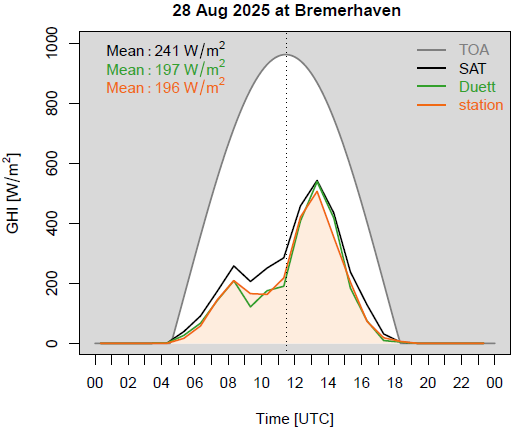 28 Aug 2025 at Bremerhaven
Mean : 241 W/m²
Mean : 197 W/m²
Mean : 196 W/m²
TOA
SAT
Duett
station
GHI [W/m²]
1000
800
600
400
200
0
00 02 04 06 08 10 12 14 16 18 20 22 00
Time [UTC]